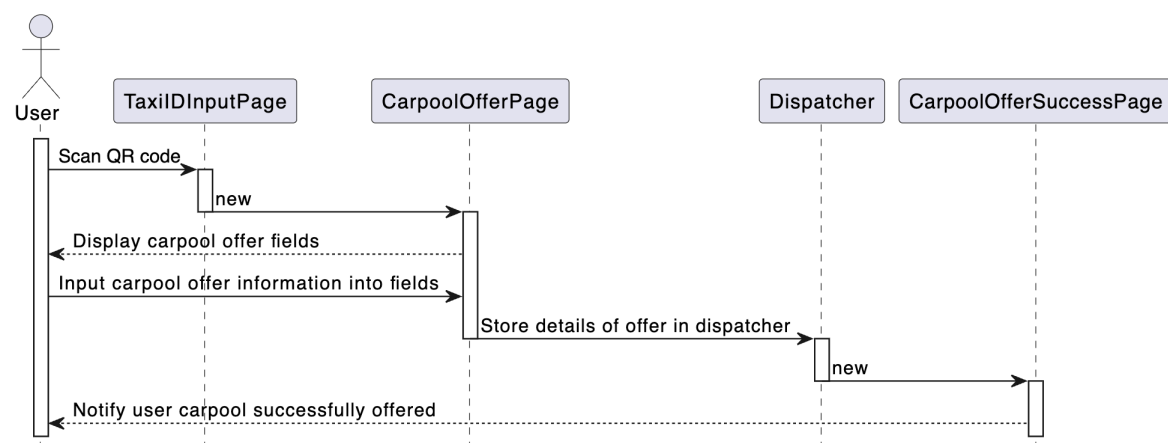 User
TaxiIDInputPage
CarpoolOfferPage
Dispatcher
CarpoolOfferSuccessPage
Scan QR code
new
Display carpool offer fields
Input carpool offer information into fields
Store details of offer in dispatcher
new
Notify user carpool successfully offered